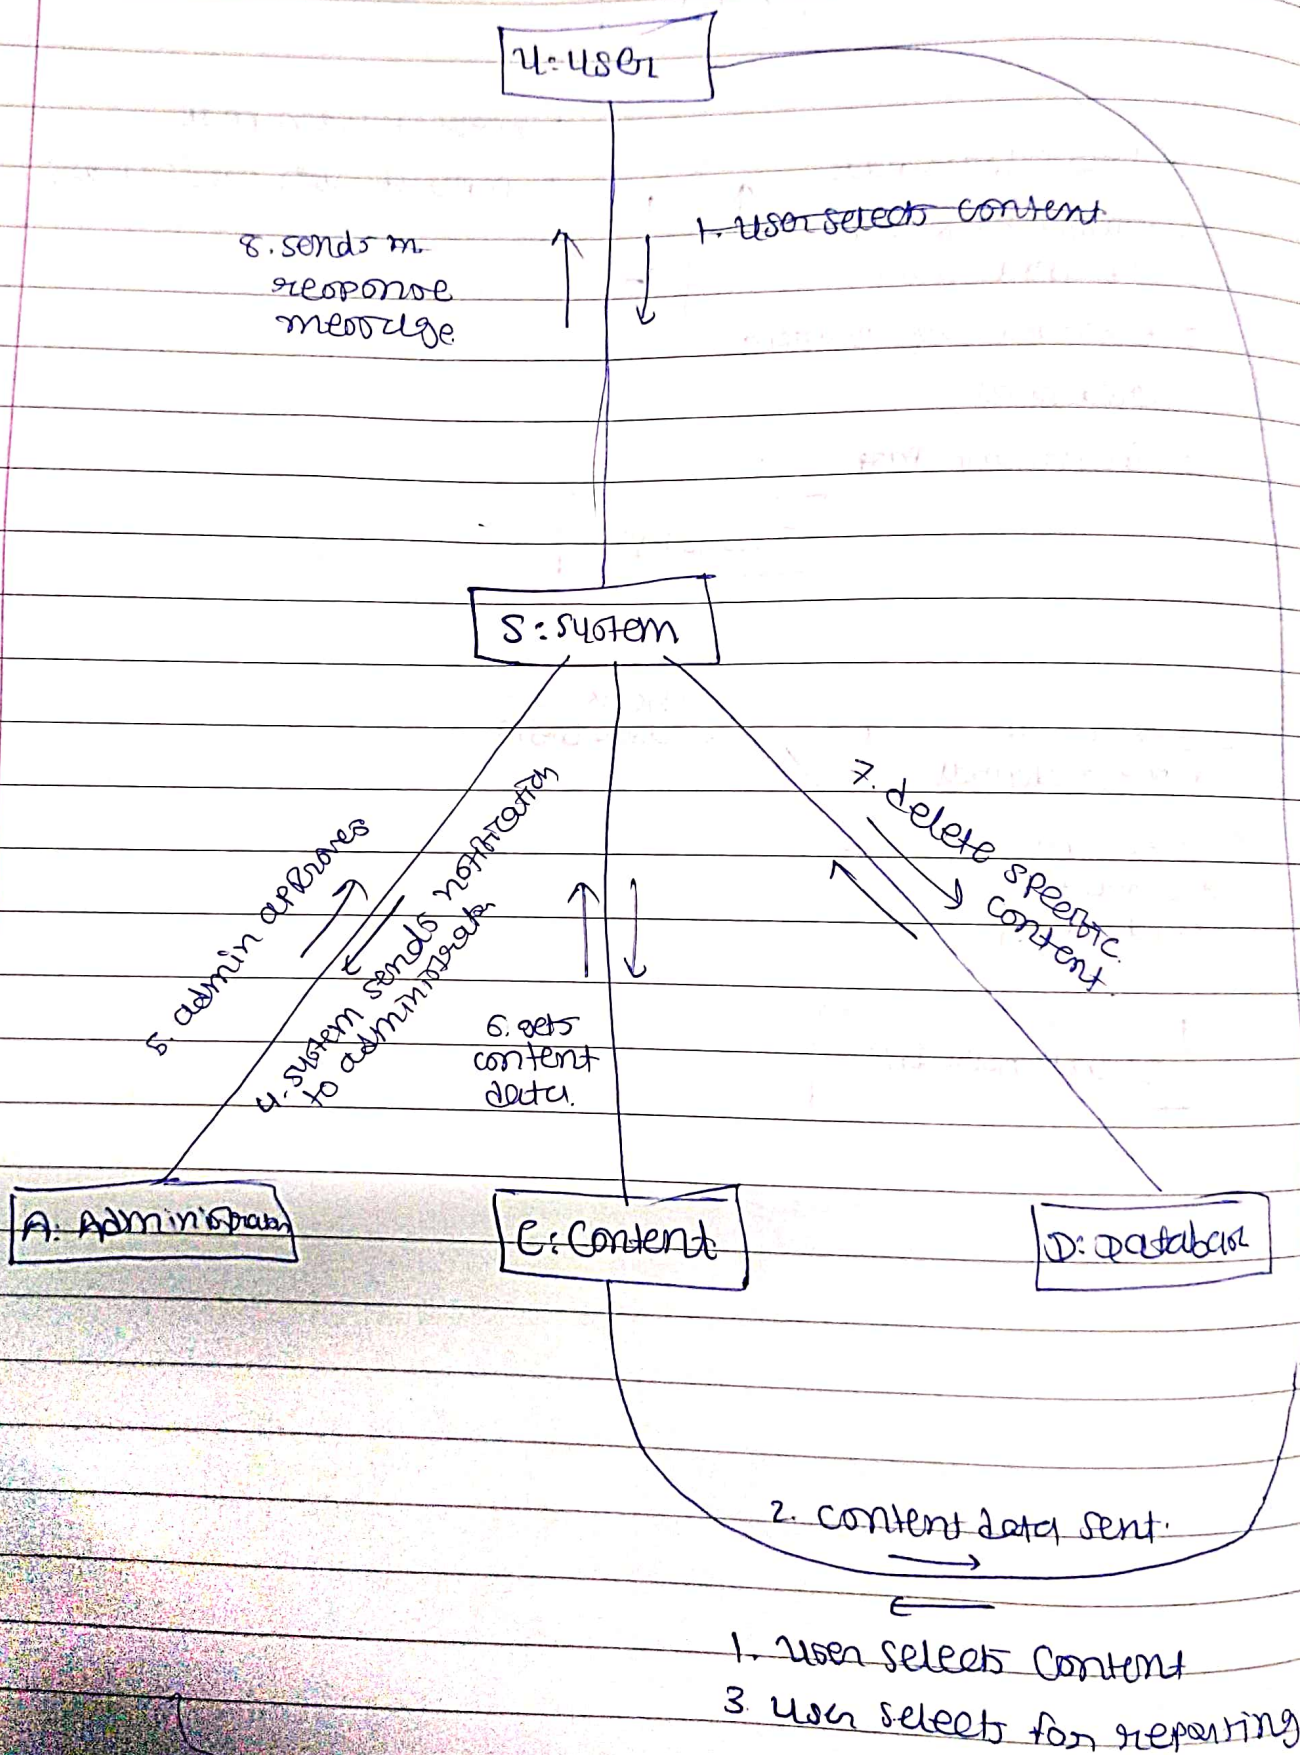 U:User
1. User selects content
8. sends m
response
message
S:System
7. delete specific
content
5. admin approves
4. system sends notification
to administrator
6. gets
content
data.
A: Administrator
C: Content
D: Database
2. content data sent.
1. User selects Content
3. User selects for reporting